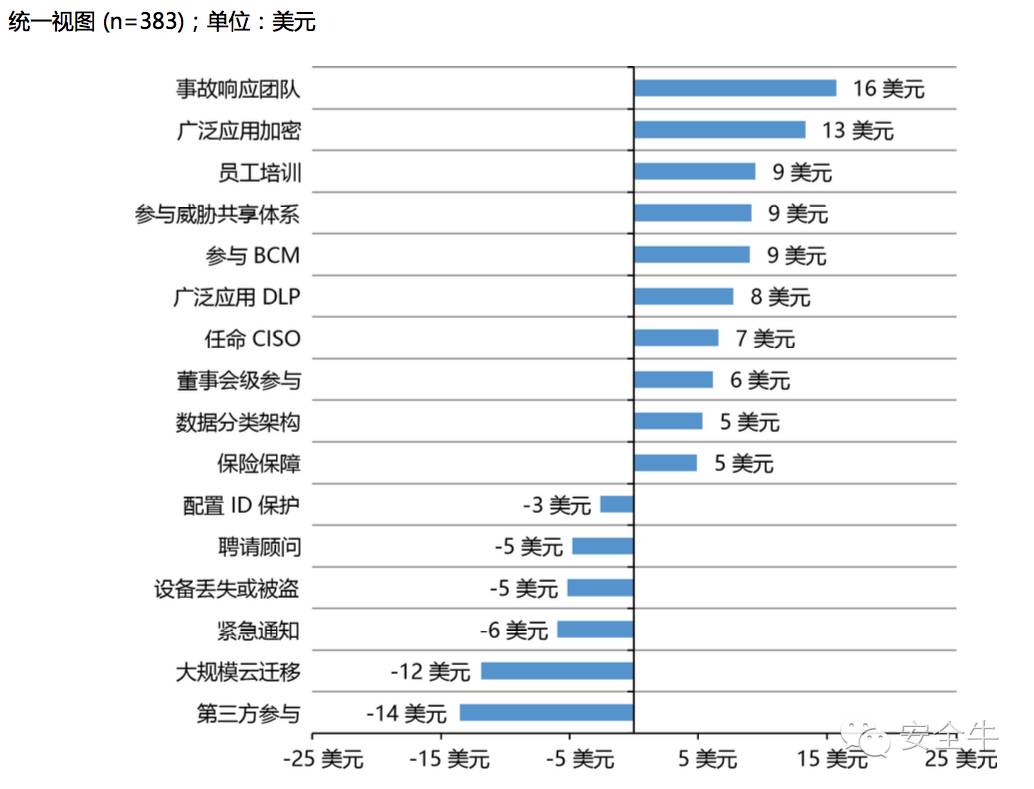 统一视图 (n=383)；单位：美元
事故响应团队 16 美元
广泛应用加密 13 美元
员工培训 9 美元
参与威胁共享体系 9 美元
参与 BCM 9 美元
广泛应用 DLP 8 美元
任命 CISO 7 美元
董事会级参与 6 美元
数据分类架构 5 美元
保险保障 5 美元
配置 ID 保护 -3 美元
聘请顾问 -5 美元
设备丢失或被盗 -5 美元
紧急通知 -6 美元
大规模云迁移 -12 美元
第三方参与 -14 美元
-25 美元 -15 美元 -5 美元 5 美元 15 美元 25 美元
安全牛